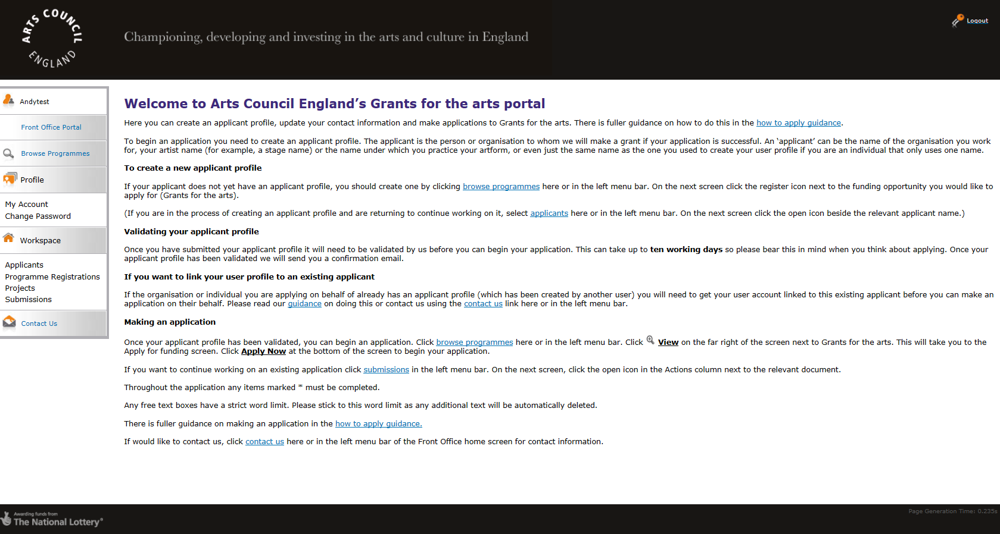 ARTS COUNCIL ENGLAND
Championing, developing and investing in the arts and culture in England
Logout
Andytest
Front Office Portal
Browse Programmes
Profile
My Account
Change Password
Workspace
Applicants
Programme Registrations
Projects
Submissions
Contact Us
Welcome to Arts Council England’s Grants for the arts portal
Here you can create an applicant profile, update your contact information and make applications to Grants for the arts. There is fuller guidance on how to do this in the how to apply guidance.
To begin an application you need to create an applicant profile. The applicant is the person or organisation to whom we will make a grant if your application is successful. An ‘applicant’ can be the name of the organisation you work
for, your artist name (for example, a stage name) or the name under which you practice your artform, or even just the same name as the one you used to create your user profile if you are an individual that only uses one name.
To create a new applicant profile
If your applicant does not yet have an applicant profile, you should create one by clicking browse programmes here or in the left menu bar. On the next screen click the register icon next to the funding opportunity you would like to
apply for (Grants for the arts).
(If you are in the process of creating an applicant profile and are returning to continue working on it, select applicants here or in the left menu bar. On the next screen click the open icon beside the relevant applicant name.)
Validating your applicant profile
Once you have submitted your applicant profile it will need to be validated by us before you can begin your application. This can take up to ten working days so please bear this in mind when you think about applying. Once your
applicant profile has been validated we will send you a confirmation email.
If you want to link your user profile to an existing applicant
If the organisation or individual you are applying on behalf of already has an applicant profile (which has been created by another user) you will need to get your user account linked to this existing applicant before you can make an
application on their behalf. Please read our guidance on doing this or contact us using the contact us link here or in the left menu bar.
Making an application
Once your applicant profile has been validated, you can begin an application. Click browse programmes here or in the left menu bar. Click View on the far right of the screen next to Grants for the arts. This will take you to the
Apply for funding screen. Click Apply Now at the bottom of the screen to begin your application.
If you want to continue working on an existing application click submissions in the left menu bar. On the next screen, click the open icon in the Actions column next to the relevant document.
Throughout the application any items marked * must be completed.
Any free text boxes have a strict word limit. Please stick to this word limit as any additional text will be automatically deleted.
There is fuller guidance on making an application in the how to apply guidance.
If would like to contact us, click contact us here or in the left menu bar of the Front Office home screen for contact information.
Awarding funds from
The National Lottery®
Page Generation Time: 0.235s